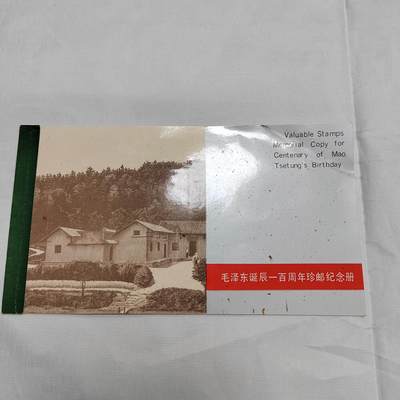 Valuable Stamps
Memorial Copy for
Centenary of Mao
Tsetung's Birthday
毛泽东诞辰一百周年珍邮纪念册